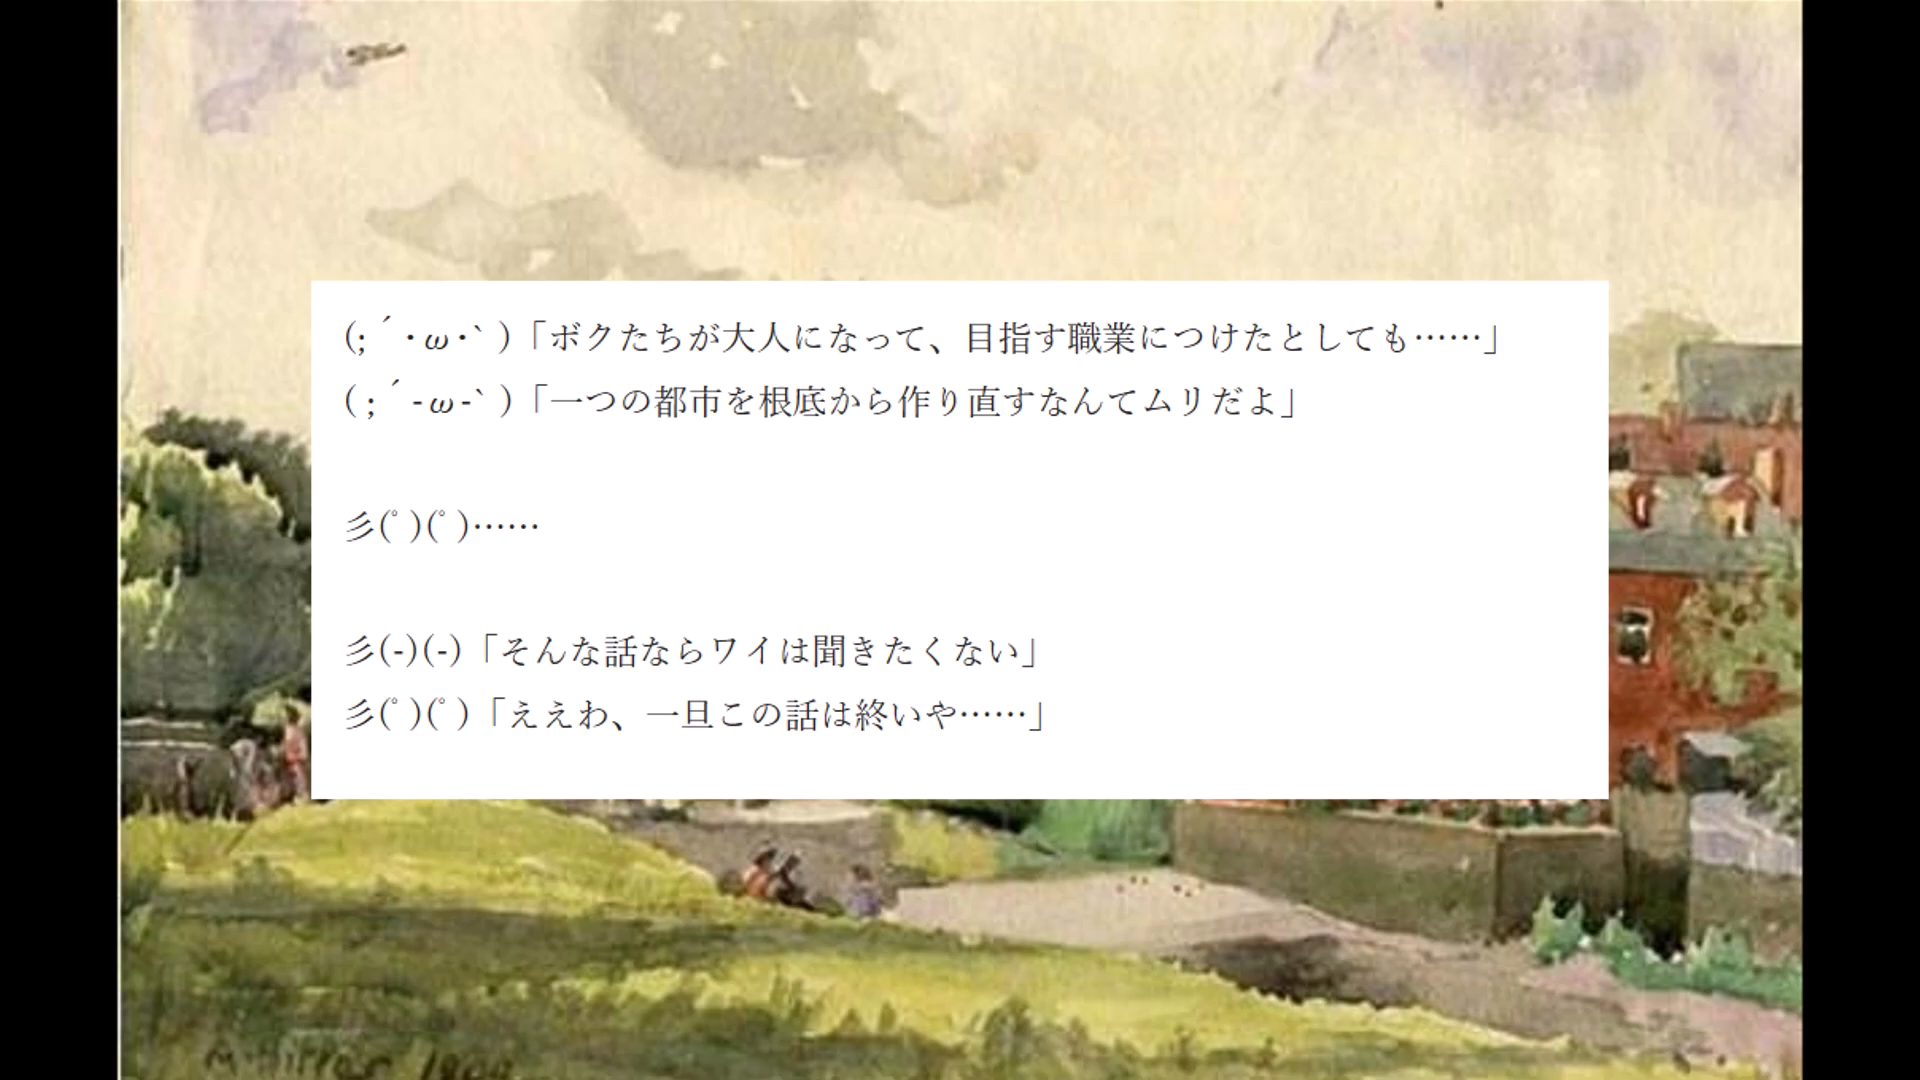 (;´・ω・` )「ボクたちが大人になって、目指す職業につけたとしても……」
( ;´-ω-` )「一つの都市を根底から作り直すなんてムリだよ」
彡(ﾟ)(ﾟ)……
彡(-)(-)「そんな話ならワイは聞きたくない」
彡(ﾟ)(ﾟ)「ええわ、一旦この話は終いや……」